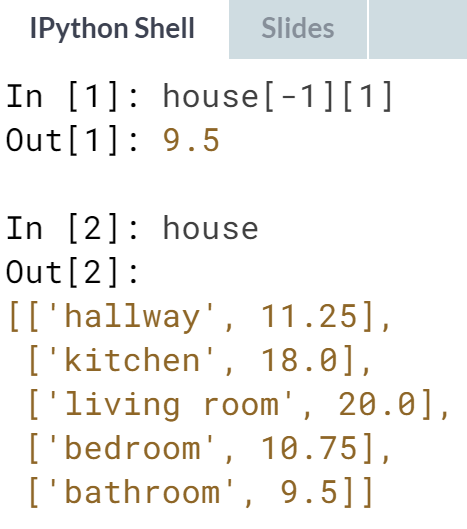 IPython Shell Slides
In [1]: house[-1][1]
Out[1]: 9.5
In [2]: house
Out[2]:
[['hallway', 11.25],
['kitchen', 18.0],
['living room', 20.0],
['bedroom', 10.75],
['bathroom', 9.5]]